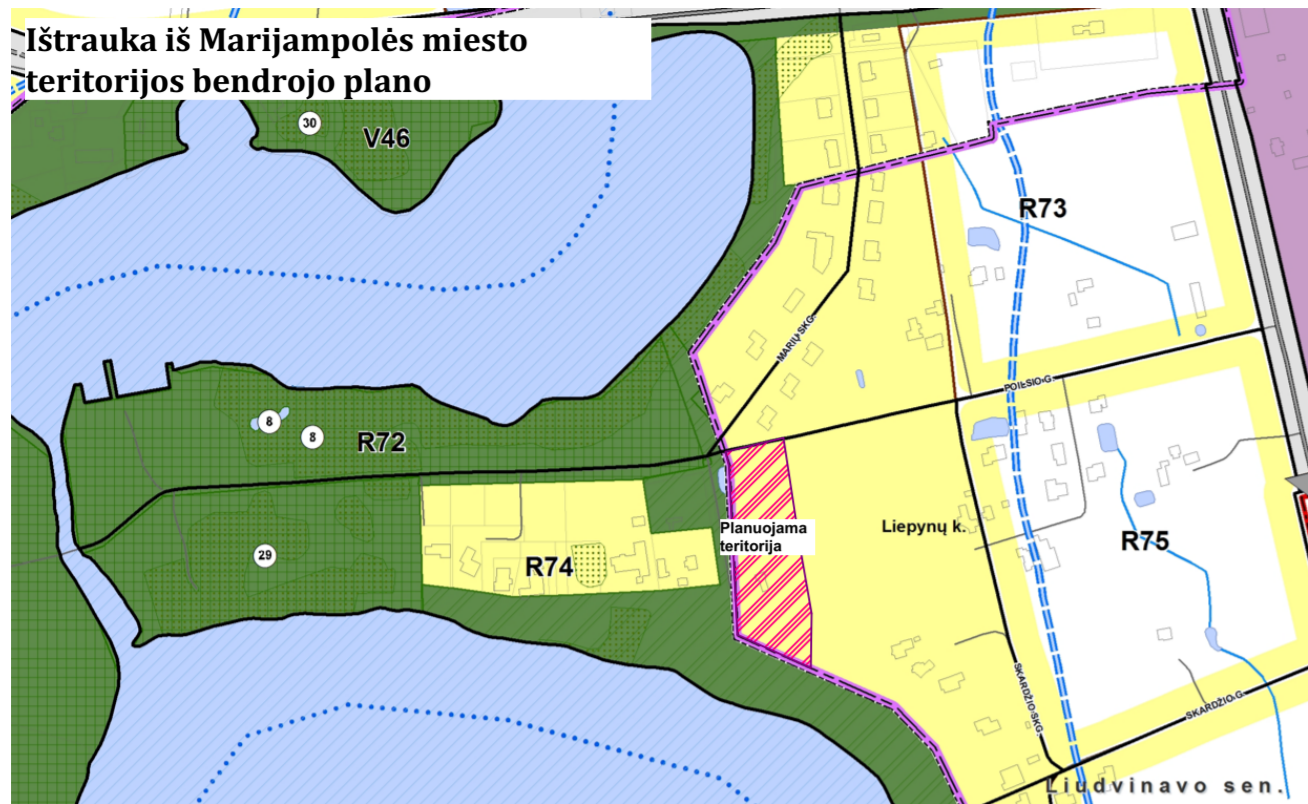 Ištrauka iš Marijampolės miesto
teritorijos bendrojo plano
30
V46
R73
MARIŲ SKG.
POILSIO G.
8
8
R72
Planuojama
teritorija
Liepynų k.
R75
29
R74
SKARDŽIO SKG.
SKARDŽIO G.
Liudvinavo sen.